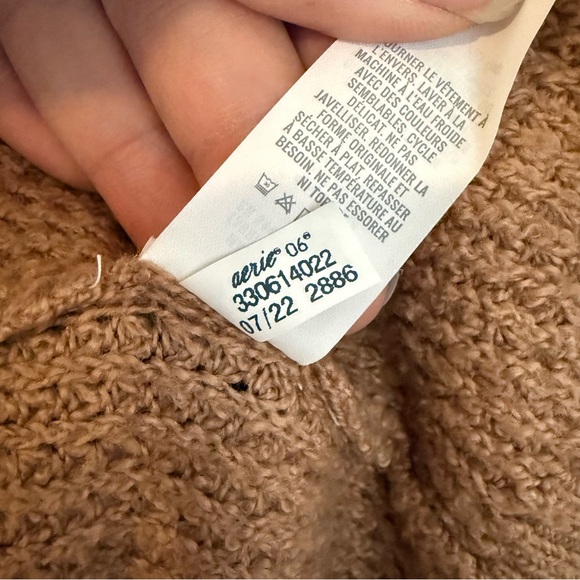 TOURNER LE VÊTEMENT À
L'ENVERS, LAVER À LA
MACHINE À L'EAU FROIDE
AVEC DES COULEURS
SEMBLABLES, CYCLE
DÉLICAT. NE PAS
JAVELLISER, REDONNER LA
FORME ORIGINALE ET
SÉCHER À PLAT, REPASSER
À BASSE TEMPÉRATURE AU
BESOIN, NE PAS ESSORER
NI
aerie® 06®
330614022
07/22 2886